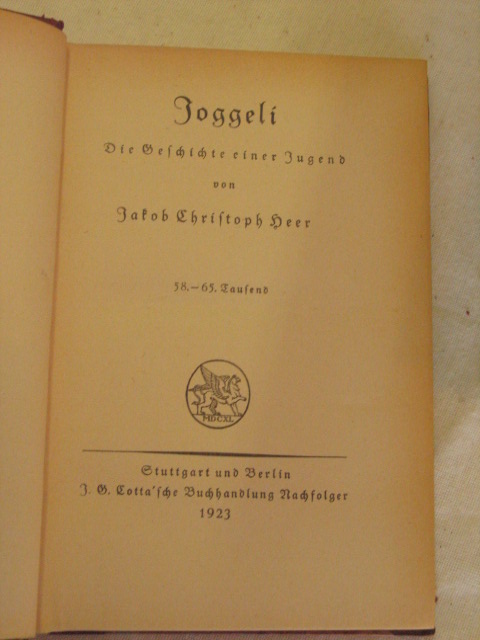 Joggeli
Die Geschichte einer Jugend
von
Jakob Christoph Heer
58.–65. Tausend
MDCXL
Stuttgart und Berlin
J. G. Cotta'sche Buchhandlung Nachfolger
1923